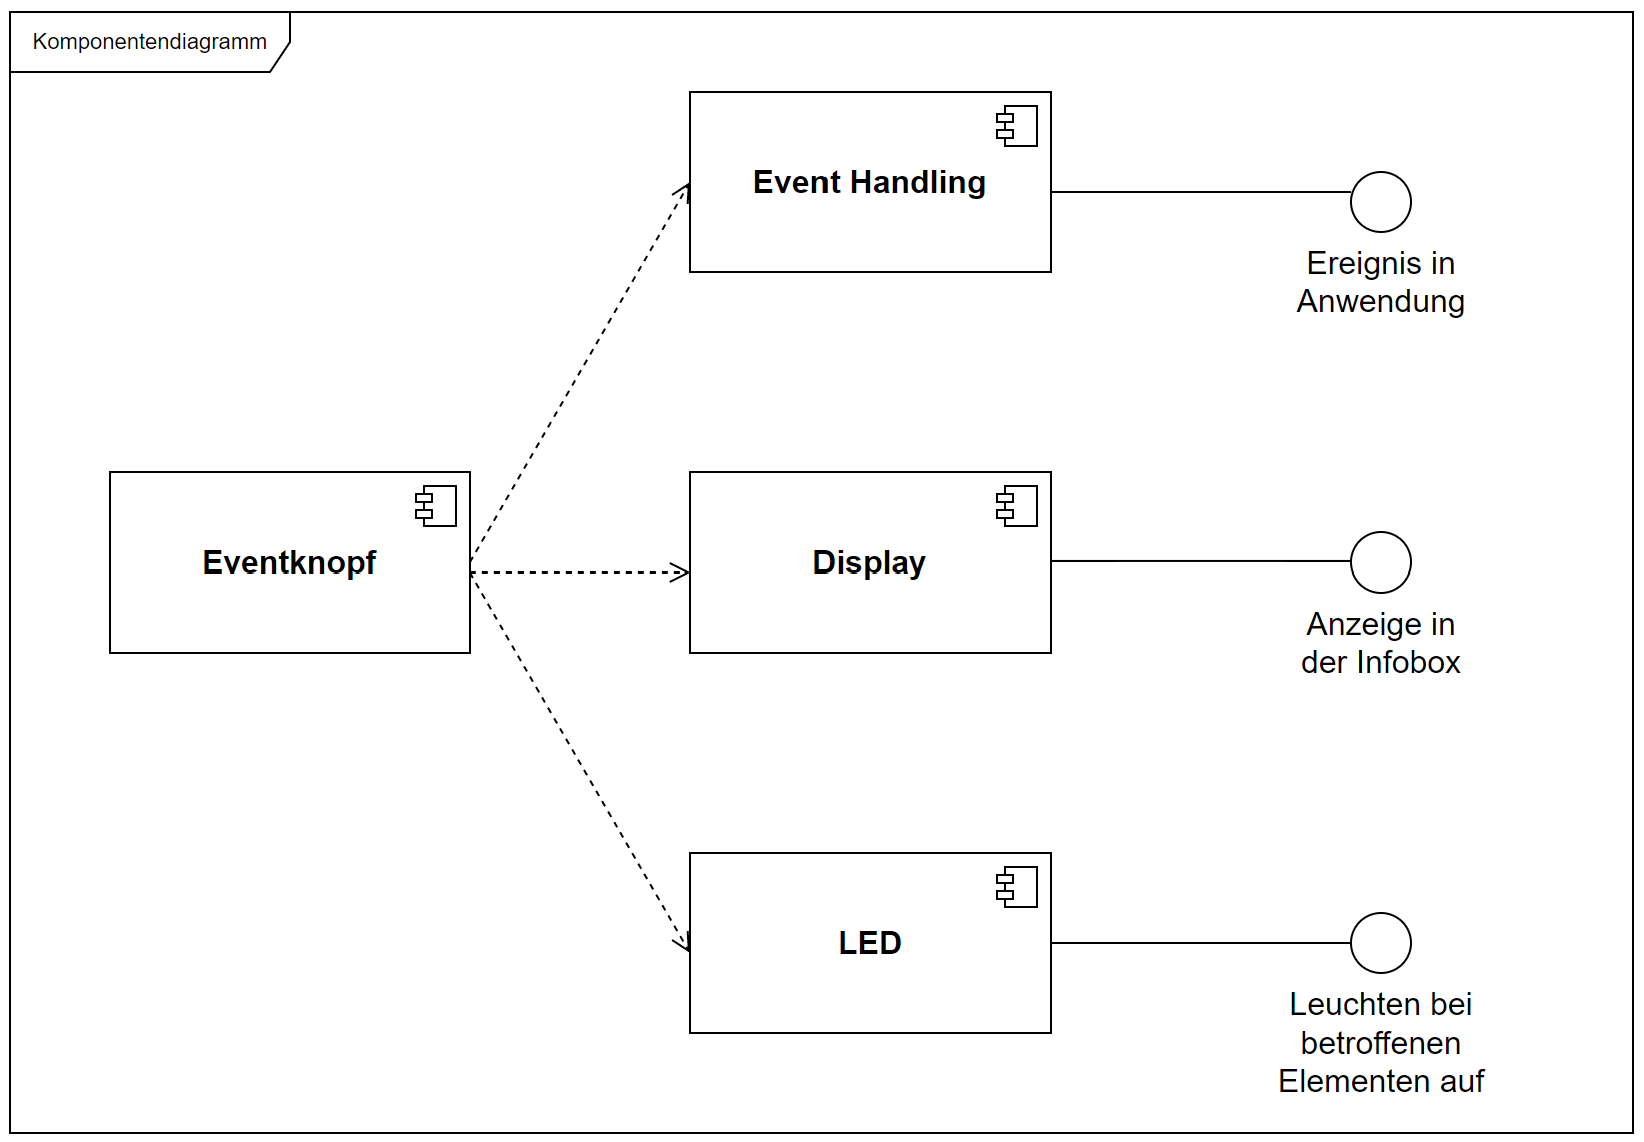 Komponentendiagramm
Event Handling
Ereignis in
Anwendung
Eventknopf
Display
Anzeige in
der Infobox
LED
Leuchten bei
betroffenen
Elementen auf